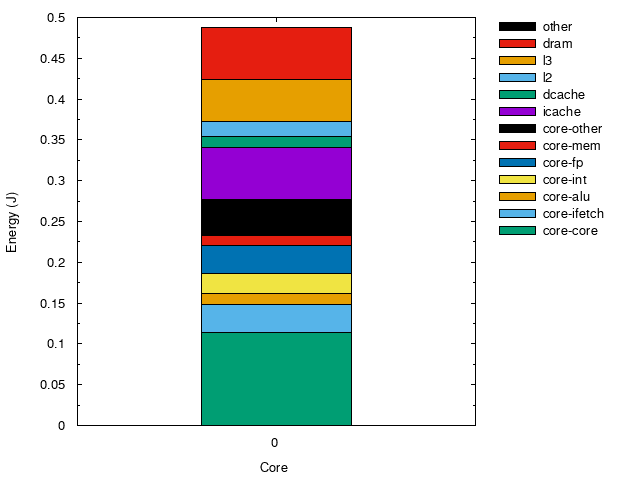 0.5
0.45
0.4
0.35
0.3
0.25
0.2
0.15
0.1
0.05
0
Energy (J)
0
Core
other
dram
l3
l2
dcache
icache
core-other
core-mem
core-fp
core-int
core-alu
core-ifetch
core-core